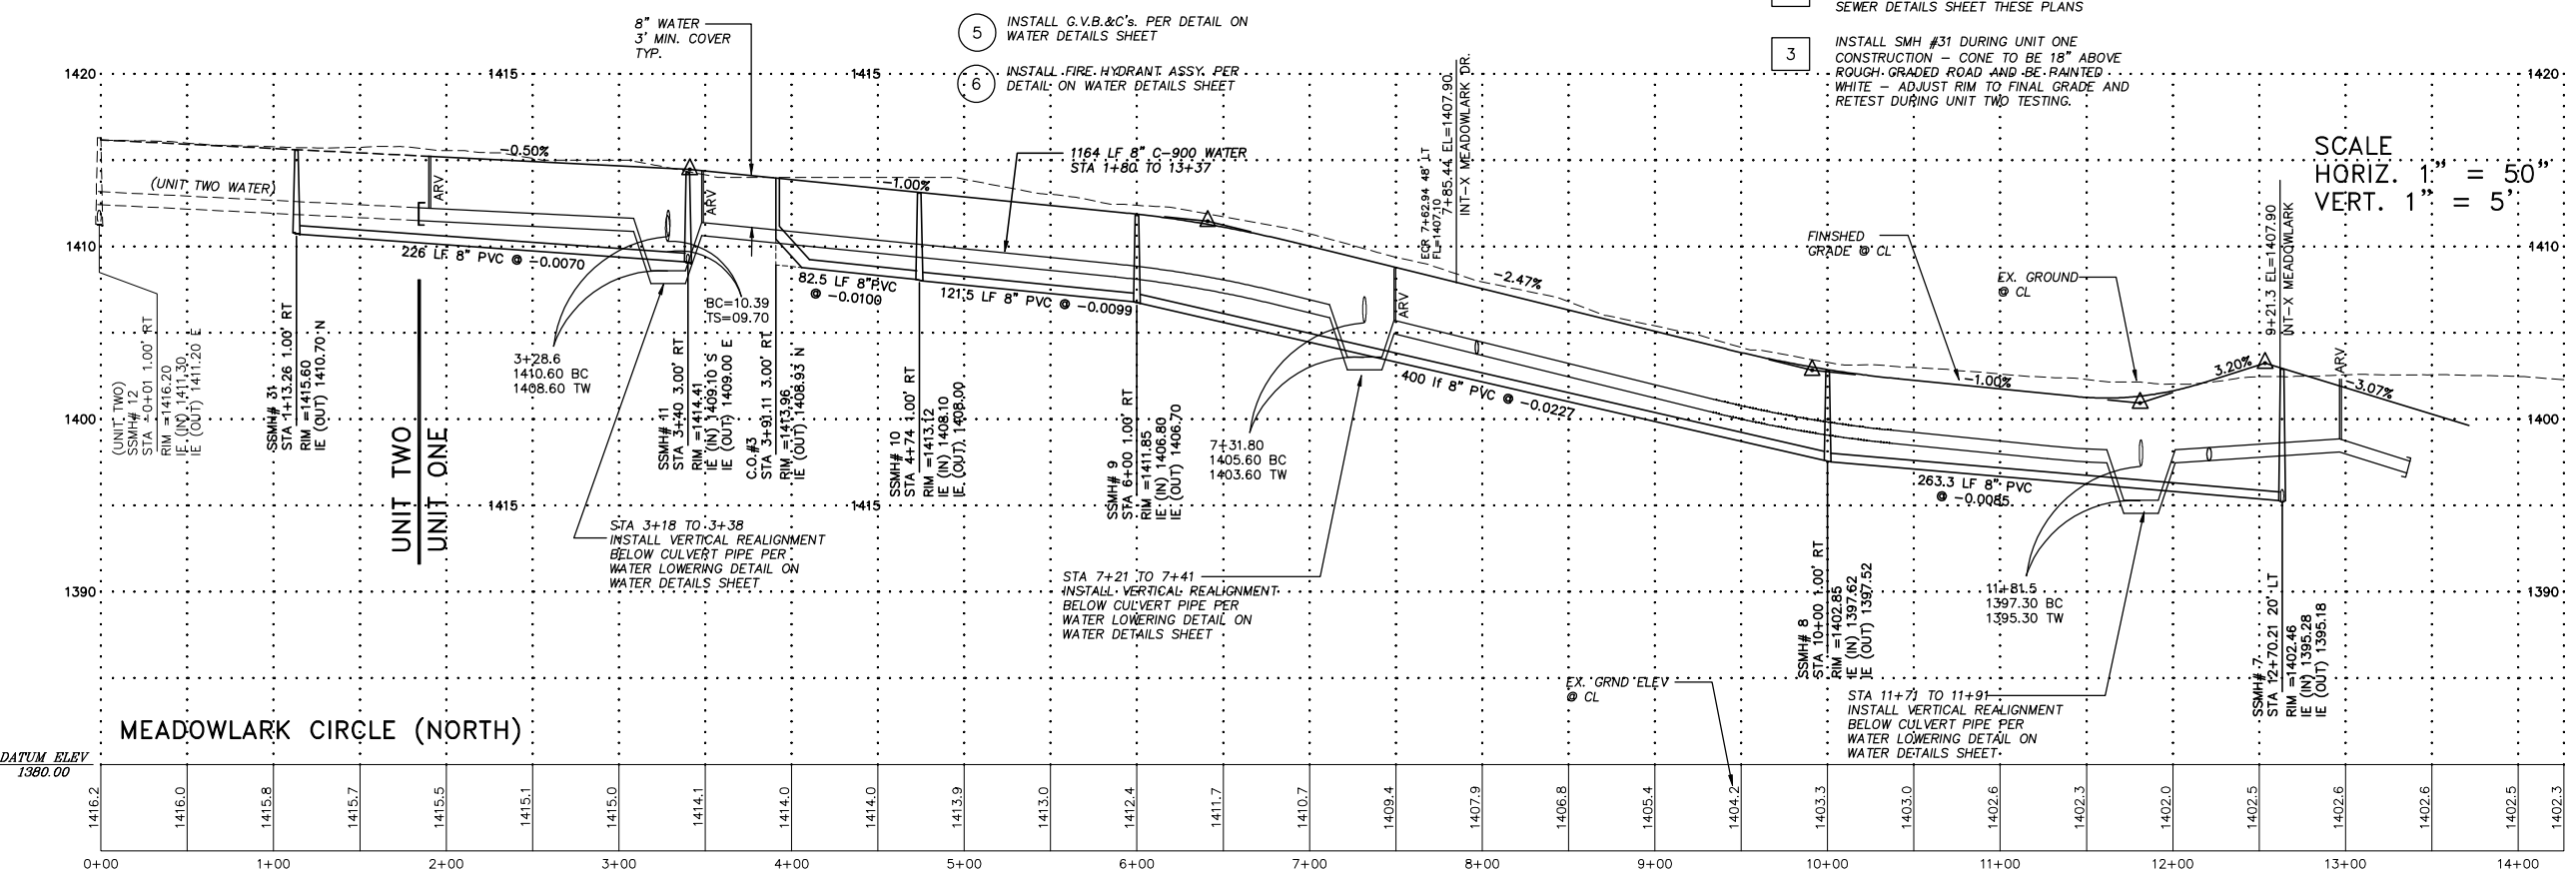 8" WATER
3' MIN. COVER
TYP.
5
INSTALL G.V.B.&C's. PER DETAIL ON
WATER DETAILS SHEET
6
INSTALL FIRE HYDRANT ASSY. PER
DETAIL ON WATER DETAILS SHEET
SEWER DETAILS SHEET THESE PLANS
3
INSTALL SMH #31 DURING UNIT ONE
CONSTRUCTION – CONE TO BE 18" ABOVE
ROUGH GRADED ROAD AND BE PAINTED
WHITE – ADJUST RIM TO FINAL GRADE AND
RETEST DURING UNIT TWO TESTING.
SCALE
HORIZ. 1" = 50'
VERT. 1" = 5'
1420
1415
1415
1420
-0.50%
(UNIT TWO WATER)
ARV
ARV
-1.00%
1164 LF 8" C-900 WATER
STA 1+80 TO 13+37
ECR 7+62.94 48' LT
FL=1407.10
7+85.44 EL=1407.90
INT-X MEADOWLARK DR.
-2.47%
FINISHED
GRADE @ CL
EX. GROUND
@ CL
9+21.3 EL=1407.90
INT-X MEADOWLARK
1410
1410
226 LF 8" PVC @ -0.0070
BC=10.39
TS=09.70
82.5 LF 8"PVC
@ -0.0100
121.5 LF 8" PVC @ -0.0099
ARV
400 lf 8" PVC @ -0.0227
-1.00%
3.20%
ARV
-3.07%
1400
1400
(UNIT TWO)
SSMH# 12
STA -0+01 1.00' RT
RIM =1416.20
IE (IN) 1411.30
IE (OUT) 1411.20 E
SSMH# 31
STA 1+13.26 1.00' RT
RIM =1415.60
IE (OUT) 1410.70 N
UNIT TWO
UNIT ONE
3+28.6
1410.60 BC
1408.60 TW
SSMH# 11
STA 3+40 3.00' RT
RIM =1414.41
IE (IN) 1409.10 S
IE (OUT) 1409.00 E
C.O.#3
STA 3+91.11 3.00' RT
RIM =1413.96
IE (OUT) 1408.93 N
SSMH# 10
STA 4+74 1.00' RT
RIM =1413.12
IE (IN) 1408.10
IE (OUT) 1408.00
SSMH# 9
STA 6+00 1.00' RT
RIM =1411.85
IE (IN) 1406.80
IE (OUT) 1406.70
7+31.80
1405.60 BC
1403.60 TW
263.3 LF 8" PVC
@ -0.0085
1415
1415
STA 3+18 TO 3+38
INSTALL VERTICAL REALIGNMENT
BELOW CULVERT PIPE PER
WATER LOWERING DETAIL ON
WATER DETAILS SHEET
STA 7+21 TO 7+41
INSTALL VERTICAL REALIGNMENT
BELOW CULVERT PIPE PER
WATER LOWERING DETAIL ON
WATER DETAILS SHEET
1390
1390
SSMH# 8
STA 10+00 1.00' RT
RIM =1402.85
IE (IN) 1397.62
IE (OUT) 1397.52
11+81.5
1397.30 BC
1395.30 TW
SSMH# 7
STA 12+70.21 20' LT
RIM =1402.46
IE (IN) 1395.28
IE (OUT) 1395.18
EX. GRND ELEV
@ CL
STA 11+71 TO 11+91
INSTALL VERTICAL REALIGNMENT
BELOW CULVERT PIPE PER
WATER LOWERING DETAIL ON
WATER DETAILS SHEET
MEADOWLARK CIRCLE (NORTH)
DATUM ELEV
1380.00
1416.2 1416.0 1415.8 1415.7 1415.5 1415.1 1415.0 1414.1 1414.0 1414.0 1413.9 1413.0 1412.4 1411.7 1410.7 1409.4 1407.9 1406.8 1405.4 1404.2 1403.3 1403.0 1402.6 1402.3 1402.0 1402.5 1402.6 1402.6 1402.5 1402.3
0+00 1+00 2+00 3+00 4+00 5+00 6+00 7+00 8+00 9+00 10+00 11+00 12+00 13+00 14+00